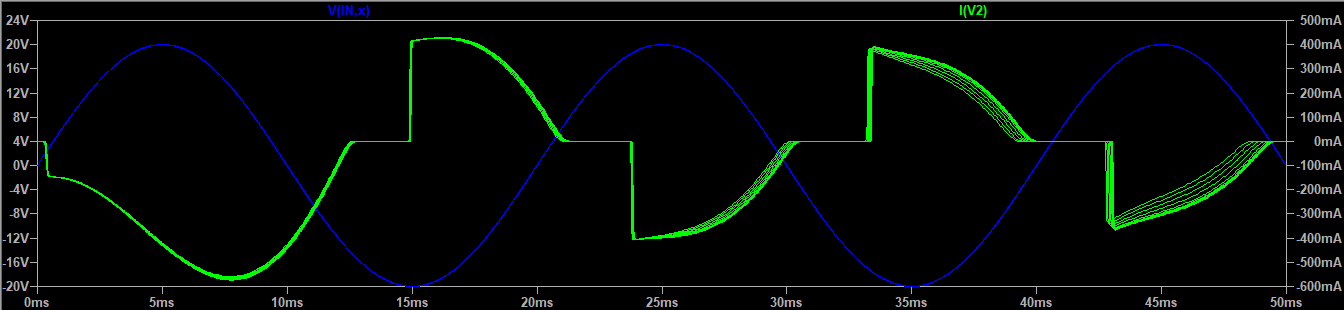 V(IN.x) I(V2)
24V 500mA
20V 400mA
16V 300mA
12V 200mA
8V 100mA
4V 0mA
0V -100mA
-4V -200mA
-8V -300mA
-12V -400mA
-16V -500mA
-20V -600mA
0ms 5ms 10ms 15ms 20ms 25ms 30ms 35ms 40ms 45ms 50ms